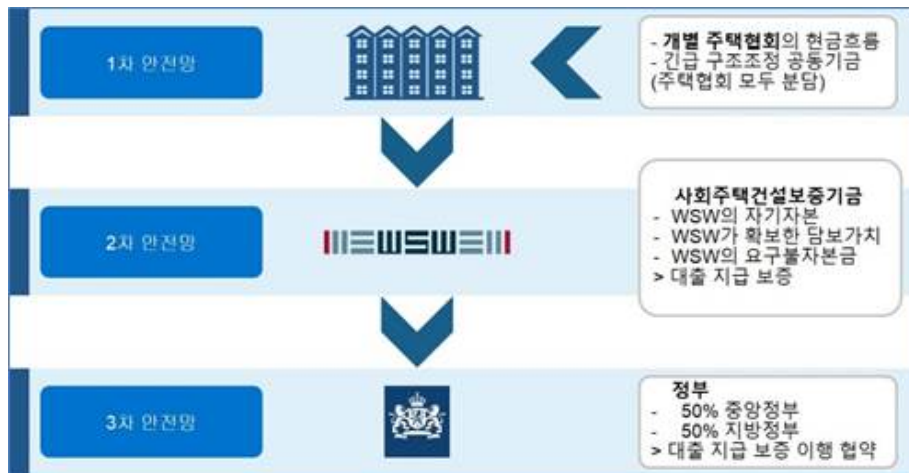 1차 안전망
- 개별 주택협회의 현금흐름
- 긴급 구조조정 공동기금
(주택협회 모두 분담)
2차 안전망
WSW
사회주택건설보증기금
- WSW의 자기자본
- WSW가 확보한 담보가치
- WSW의 요구불자본금
> 대출 지급 보증
3차 안전망
정부
- 50% 중앙정부
- 50% 지방정부
> 대출 지급 보증 이행 협약